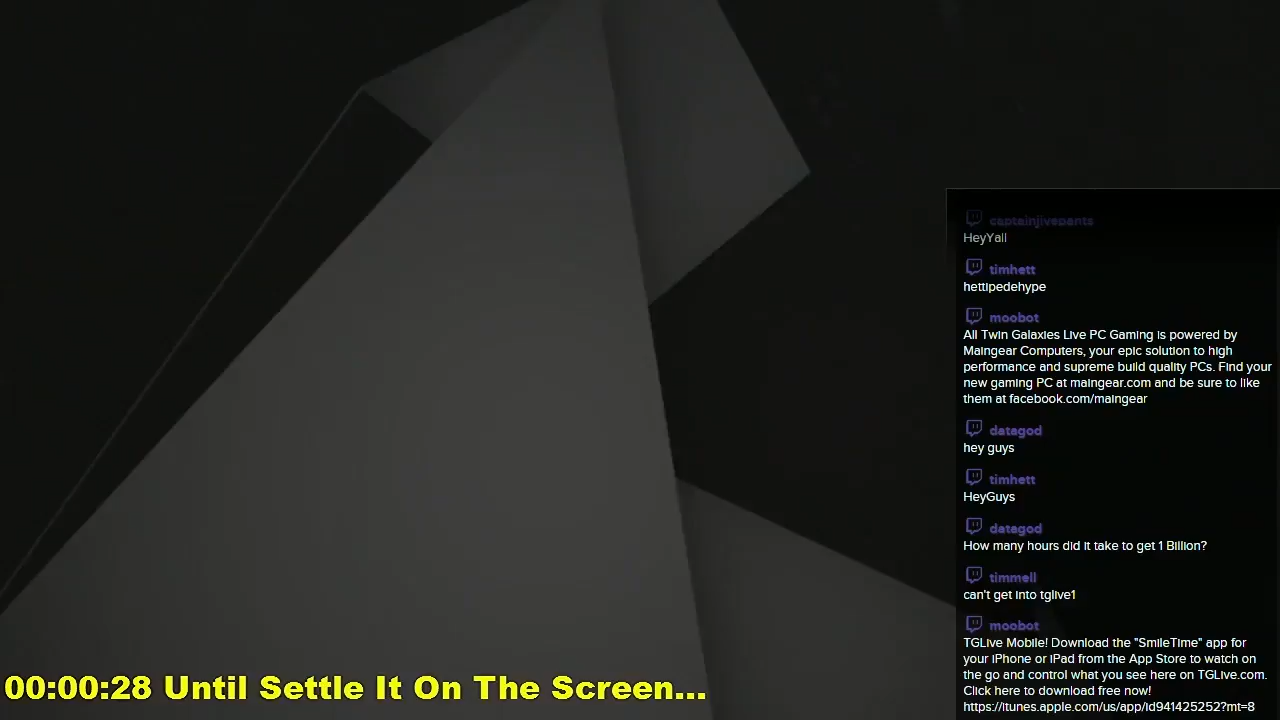 captainjivepants
HeyYall
timhett
hettipedehype
moobot
All Twin Galaxies Live PC Gaming is powered by
Maingear Computers, your epic solution to high
performance and supreme build quality PCs. Find your
new gaming PC at maingear.com and be sure to like
them at facebook.com/maingear
datagod
hey guys
timhett
HeyGuys
datagod
How many hours did it take to get 1 Billion?
timmell
can't get into tglive1
moobot
TGLive Mobile! Download the "SmileTime" app for
your iPhone or iPad from the App Store to watch on
the go and control what you see here on TGLive.com.
Click here to download free now!
https://itunes.apple.com/us/app/id941425252?mt=8
00:00:28 Until Settle It On The Screen...